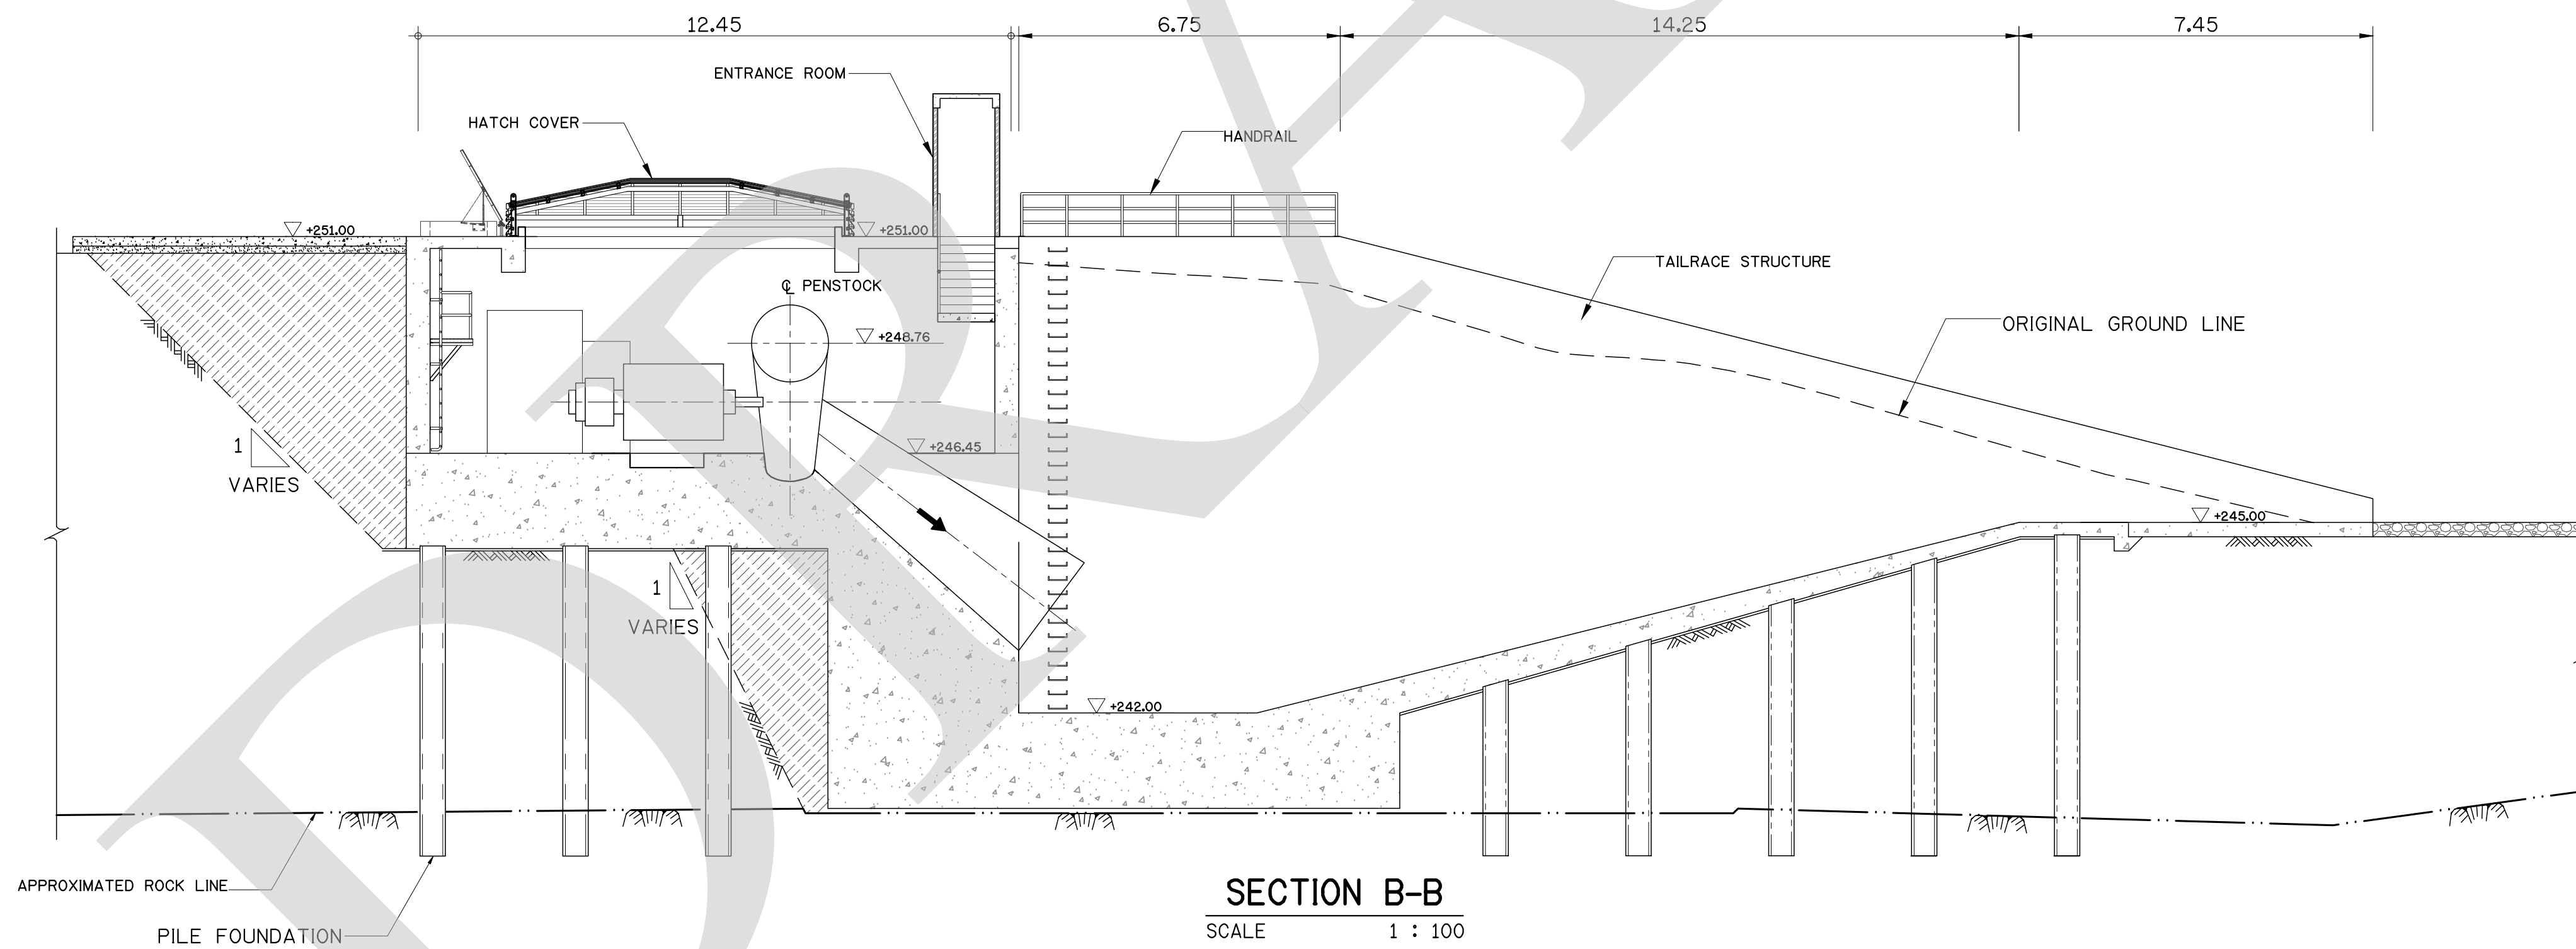 12.45
6.75
14.25
7.45
ENTRANCE ROOM
HATCH COVER
HANDRAIL
+251.00
+251.00
TAILRACE STRUCTURE
℄ PENSTOCK
ORIGINAL GROUND LINE
+248.76
1
VARIES
+246.45
+245.00
1
VARIES
+242.00
APPROXIMATED ROCK LINE
PILE FOUNDATION
SECTION B-B
SCALE 1 : 100
DRA